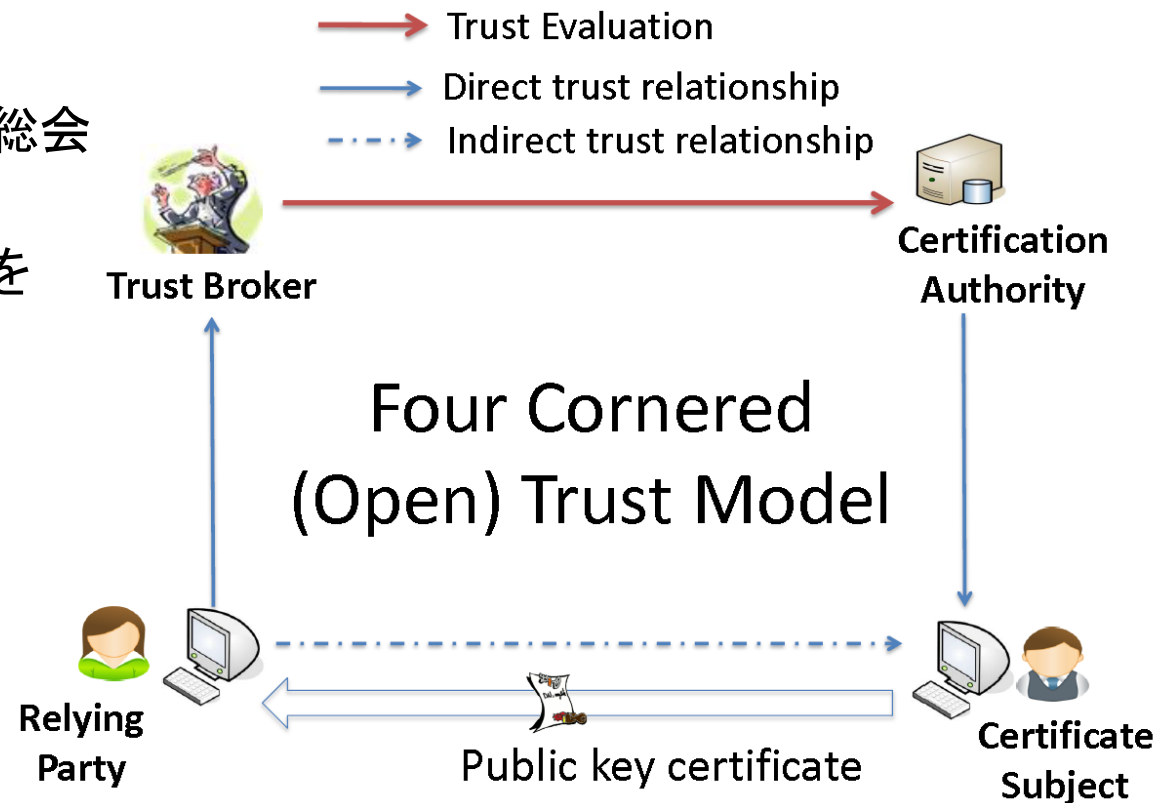 Trust Evaluation
Direct trust relationship
総会
Indirect trust relationship
を
Trust Broker
Certification
Authority
Four Cornered
(Open) Trust Model
Relying
Party
Public key certificate
Certificate
Subject